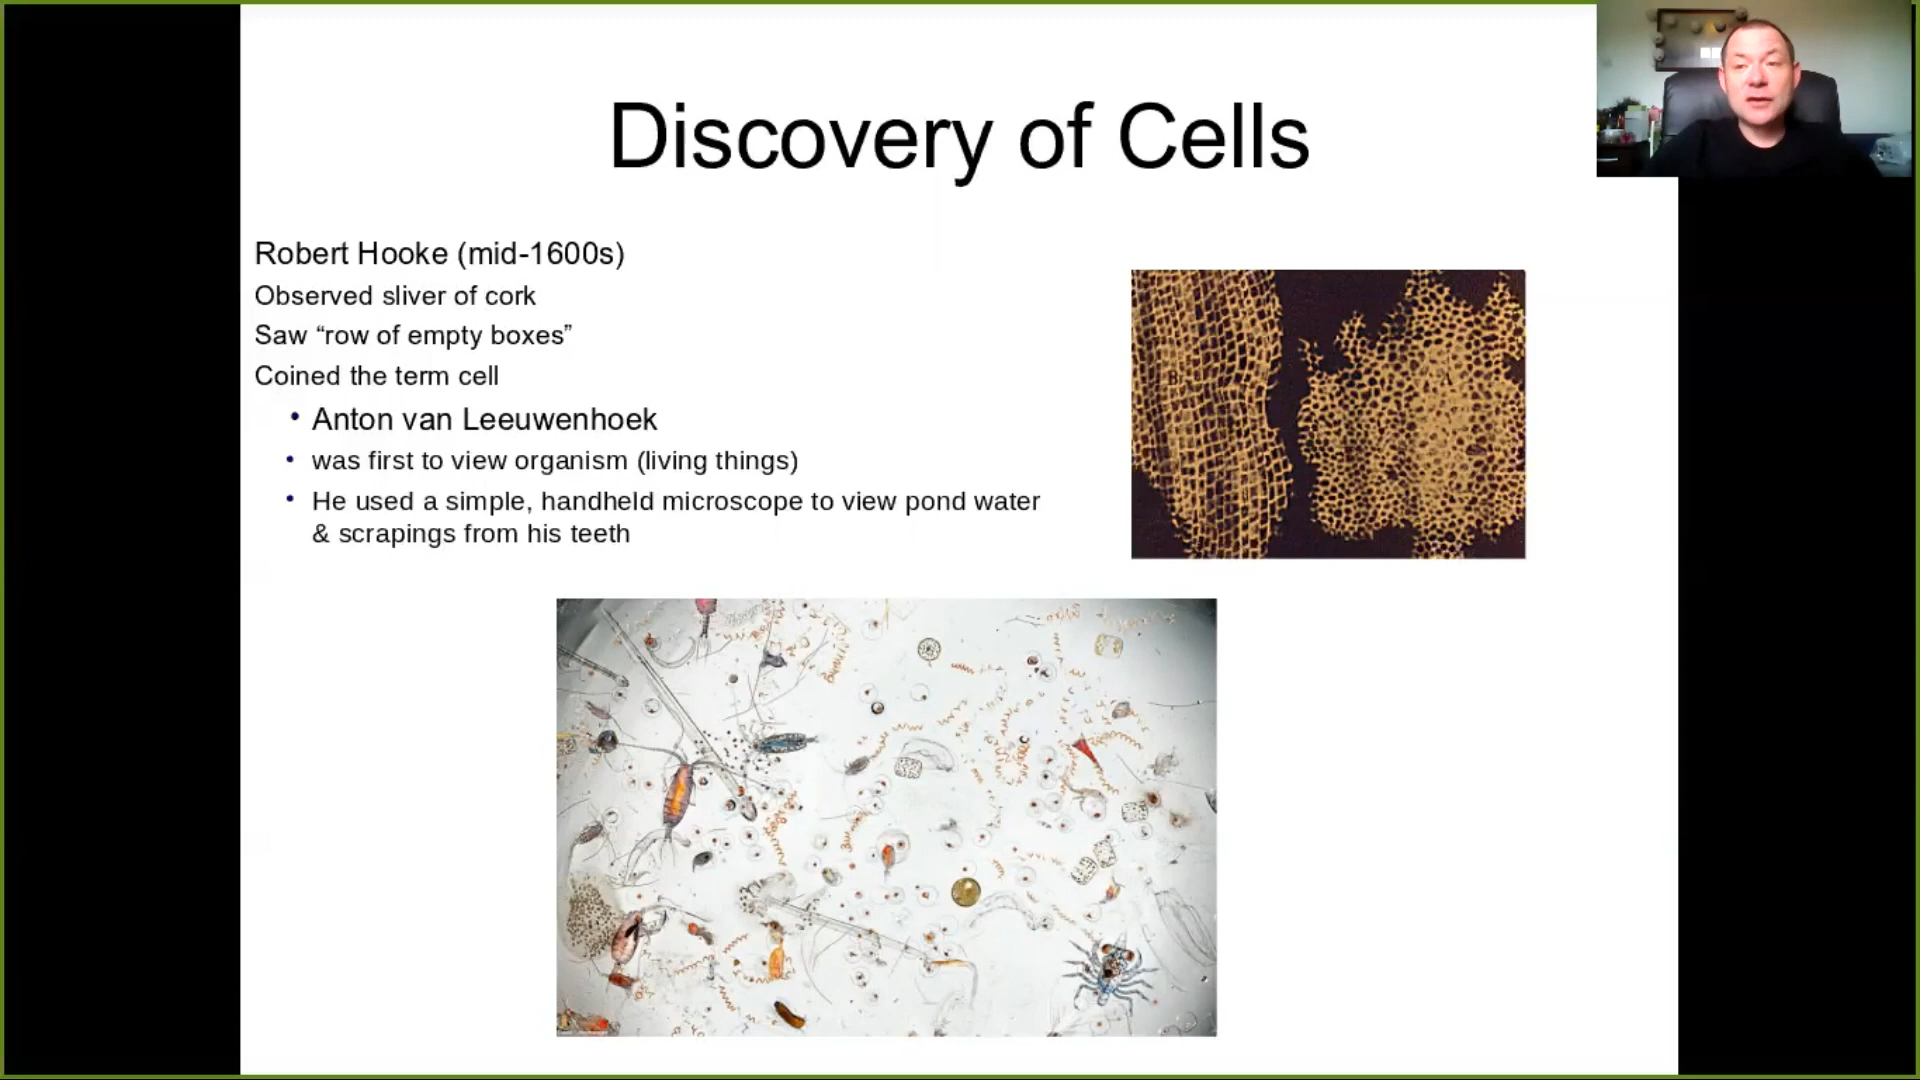 Discovery of Cells
Robert Hooke (mid-1600s)
Observed sliver of cork
Saw “row of empty boxes”
Coined the term cell
• Anton van Leeuwenhoek
• was first to view organism (living things)
• He used a simple, handheld microscope to view pond water
& scrapings from his teeth